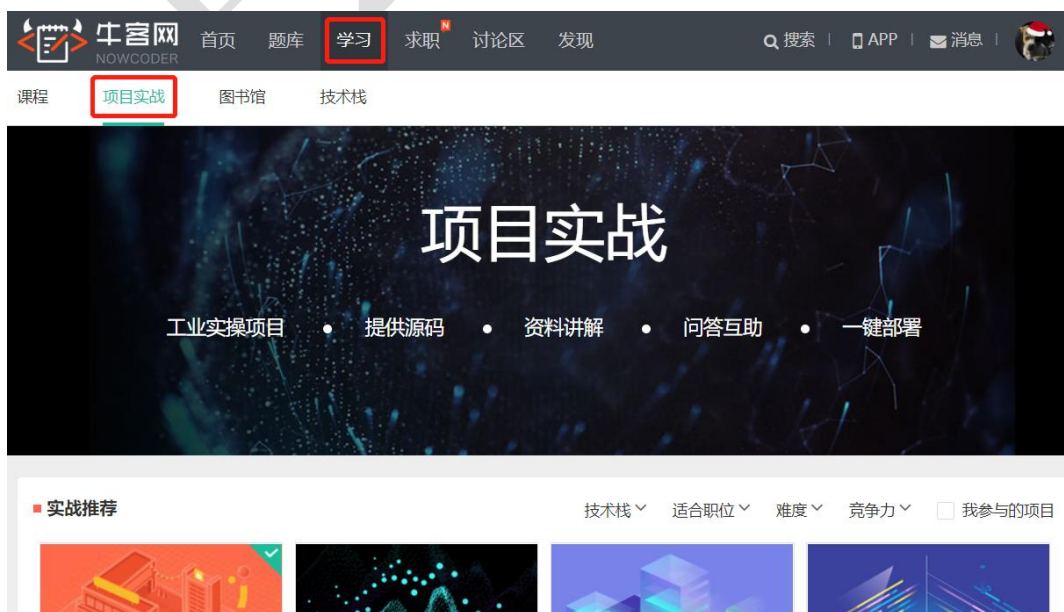 牛客网 首页 题库 学习 求职 N 讨论区 发现 搜索 APP 消息
NOWCODER
课程 项目实战 图书馆 技术栈
项目实战
工业实操项目 • 提供源码 • 资料讲解 • 问答互助 • 一键部署
实战推荐 技术栈 适合职位 难度 竞争力 我参与的项目